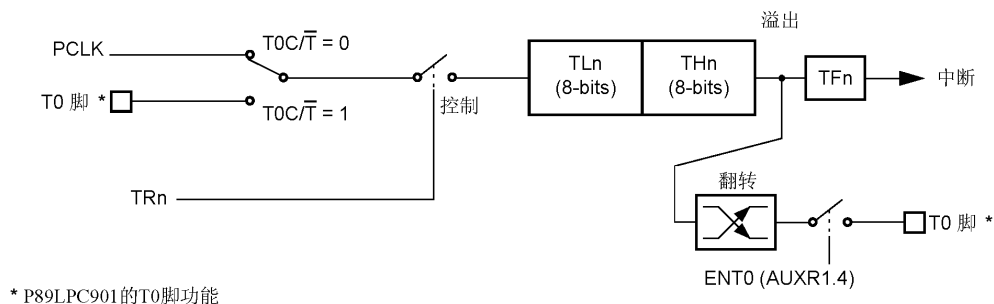 溢出
PCLK
T0C/T̅ = 0
TLn
(8-bits)
THn
(8-bits)
TFn
中断
T0 脚 *
T0C/T̅ = 1
控制
TRn
翻转
T0 脚 *
ENT0 (AUXR1.4)
* P89LPC901的T0脚功能